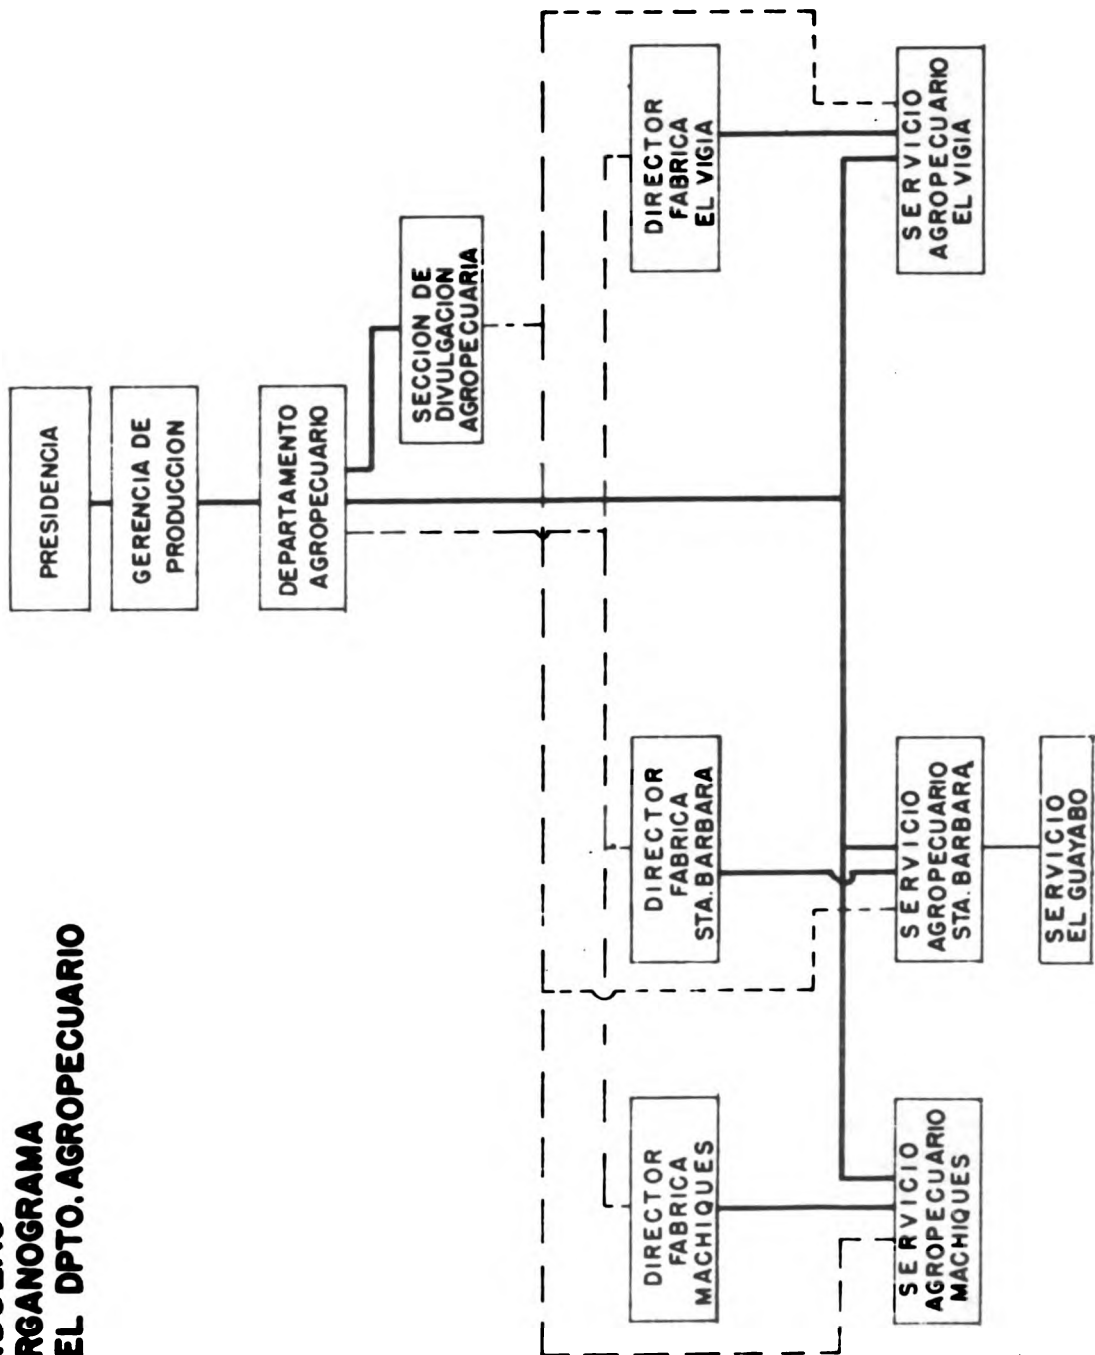 RGANOGRAMA
EL DPTO. AGROPECUARIO
PRESIDENCIA
GERENCIA DE
PRODUCCION
DEPARTAMENTO
AGROPECUARIO
SECCION DE
DIVULGACION
AGROPECUARIA
DIRECTOR
FABRICA
MACHIQUES
DIRECTOR
FABRICA
STA. BARBARA
DIRECTOR
FABRICA
EL VIGIA
SERVICIO
AGROPECUARIO
MACHIQUES
SERVICIO
AGROPECUARIO
STA. BARBARA
SERVICIO
AGROPECUARIO
EL VIGIA
SERVICIO
EL GUAYABO